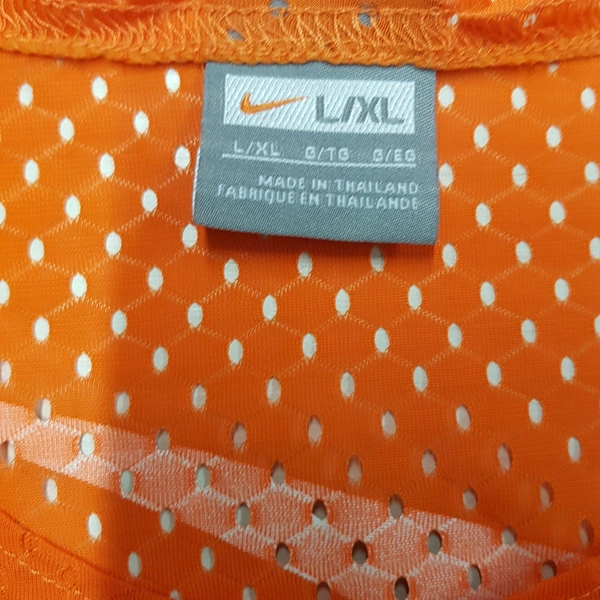 L/XL
L/XL G/TG G/EG
MADE IN THAILAND
FABRIQUE EN THAILANDE